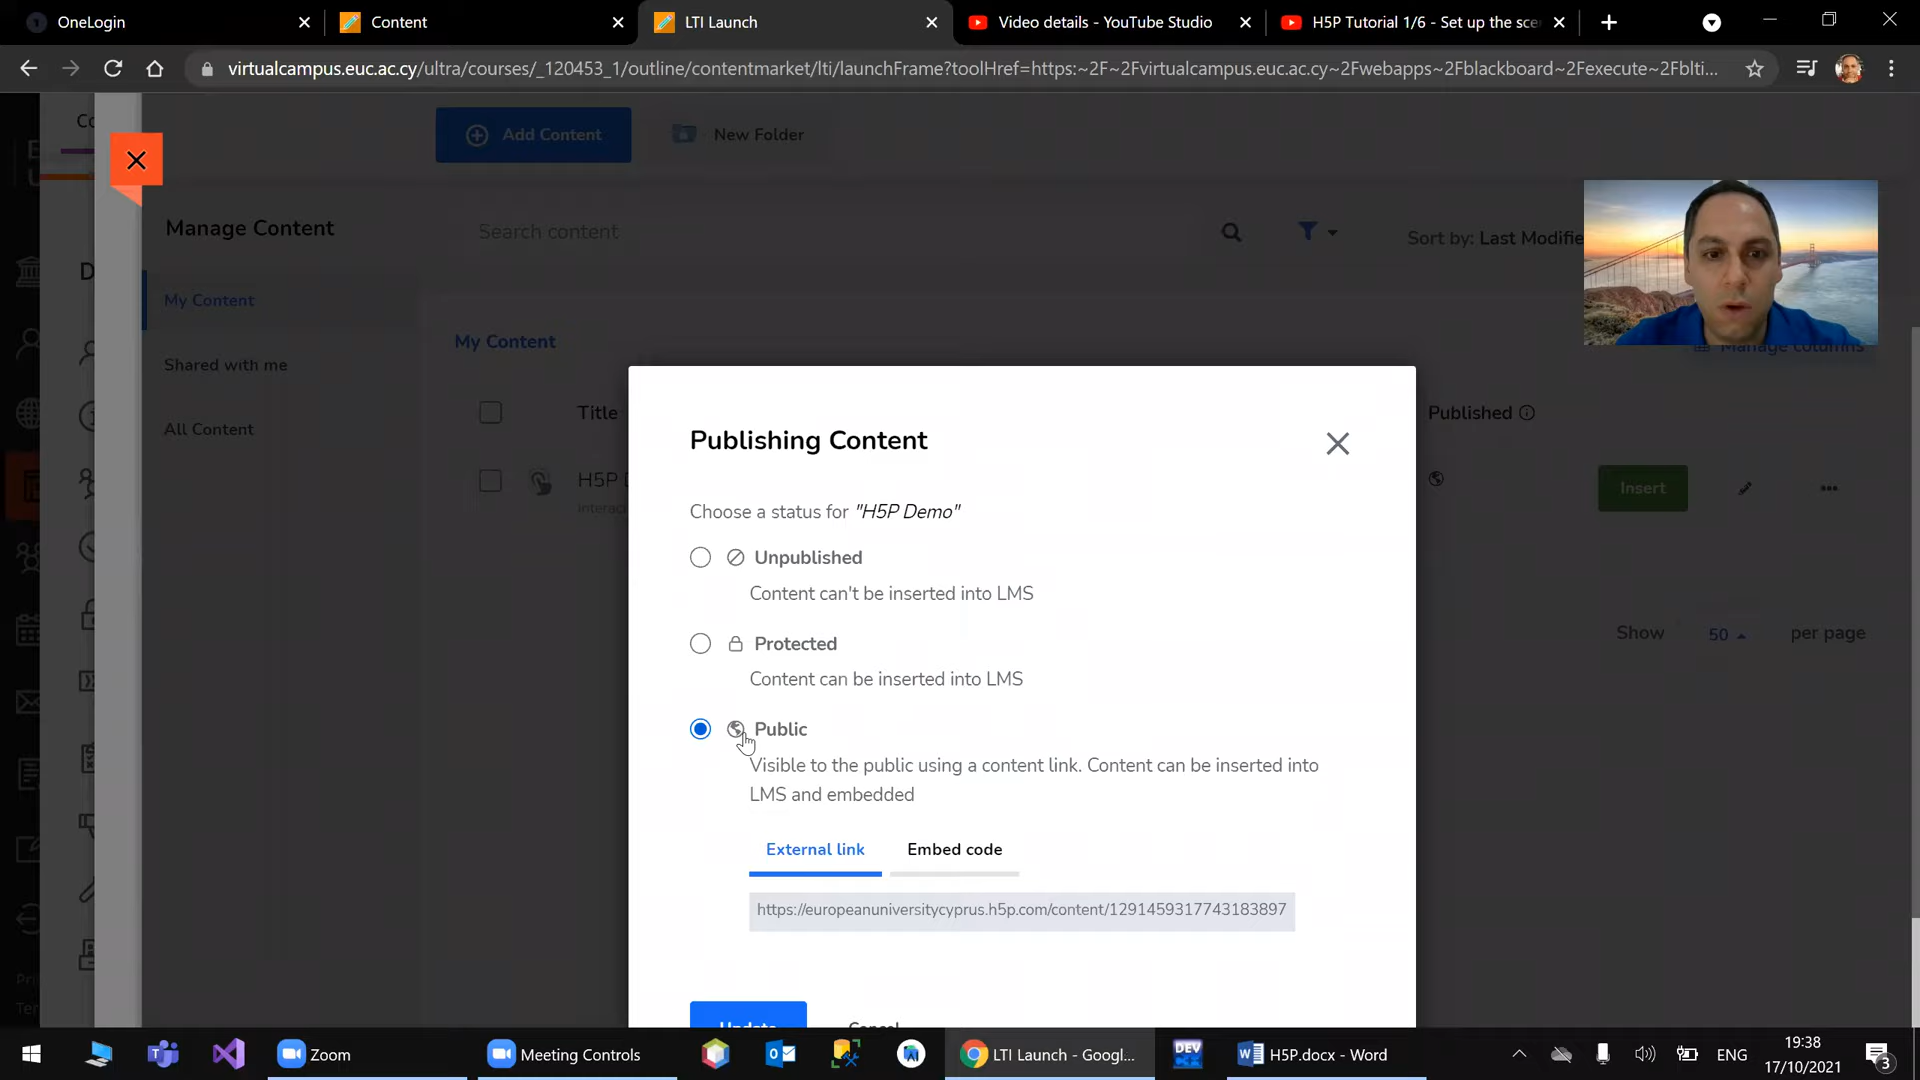 OneLogin
Content
LTI Launch
Video details - YouTube Studio
H5P Tutorial 1/6 - Set up the sce
virtualcampus.euc.ac.cy/ultra/courses/_120453_1/outline/contentmarket/lti/launchFrame?toolHref=https:~2F~2Fvirtualcampus.euc.ac.cy~2Fwebapps~2Fblackboard~2Fexecute~2Fblti...
Add Content
New Folder
Manage Content
Search content
Sort by: Last Modifie
My Content
Shared with me
All Content
My Content
Manage columns
Title
Published
H5P
Insert
Show 50 per page
Publishing Content
Choose a status for "H5P Demo"
Unpublished
Content can't be inserted into LMS
Protected
Content can be inserted into LMS
Public
Visible to the public using a content link. Content can be inserted into
LMS and embedded
External link
Embed code
https://europeanuniversitycyprus.h5p.com/content/1291459317743183897
Update
Cancel
Zoom
Meeting Controls
LTI Launch - Googl...
DEV
H5P.docx - Word
ENG
19:38
17/10/2021
3